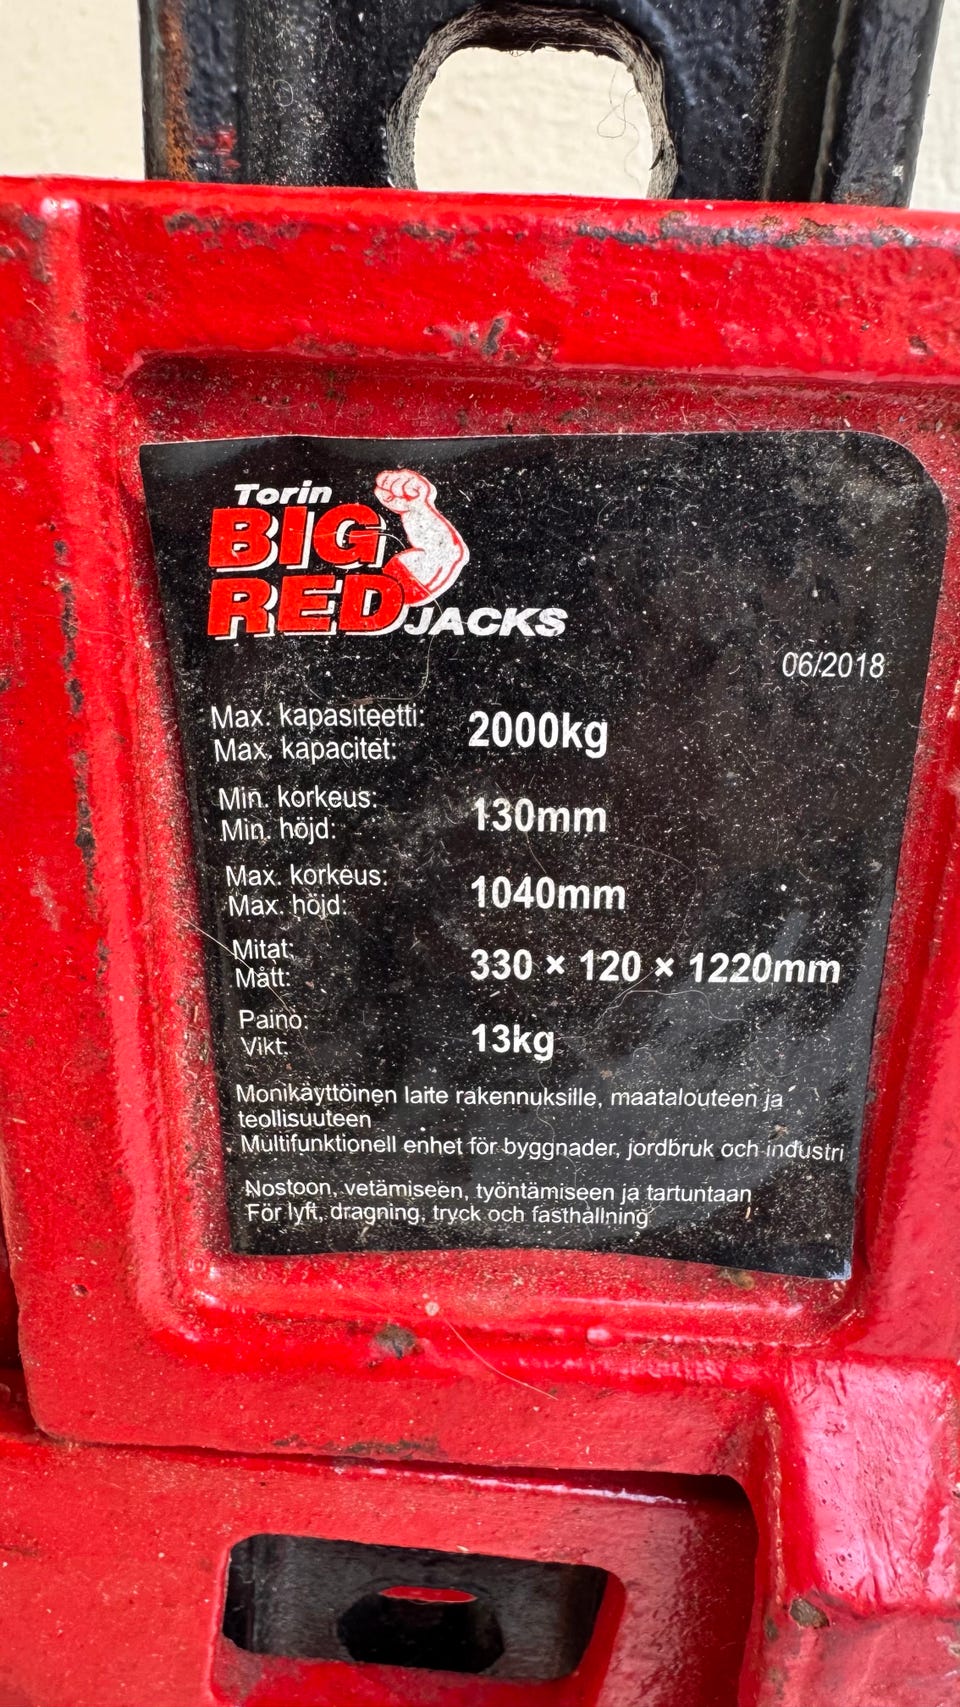 Torin
BIG
RED JACKS
06/2018
Max. kapasiteetti:
Max. kapacitet:
2000kg
Min. korkeus:
Min. höjd:
130mm
Max. korkeus:
Max. höjd:
1040mm
Mitat:
Mått:
330 × 120 × 1220mm
Paino:
Vikt:
13kg
Monikäyttöinen laite rakennuksille, maatalouteen ja
teollisuuteen
Multifunktionell enhet för byggnader, jordbruk och industri
Nostoon, vetämiseen, työntämiseen ja tartuntaan
För lyft, dragning, tryck och fasthållning